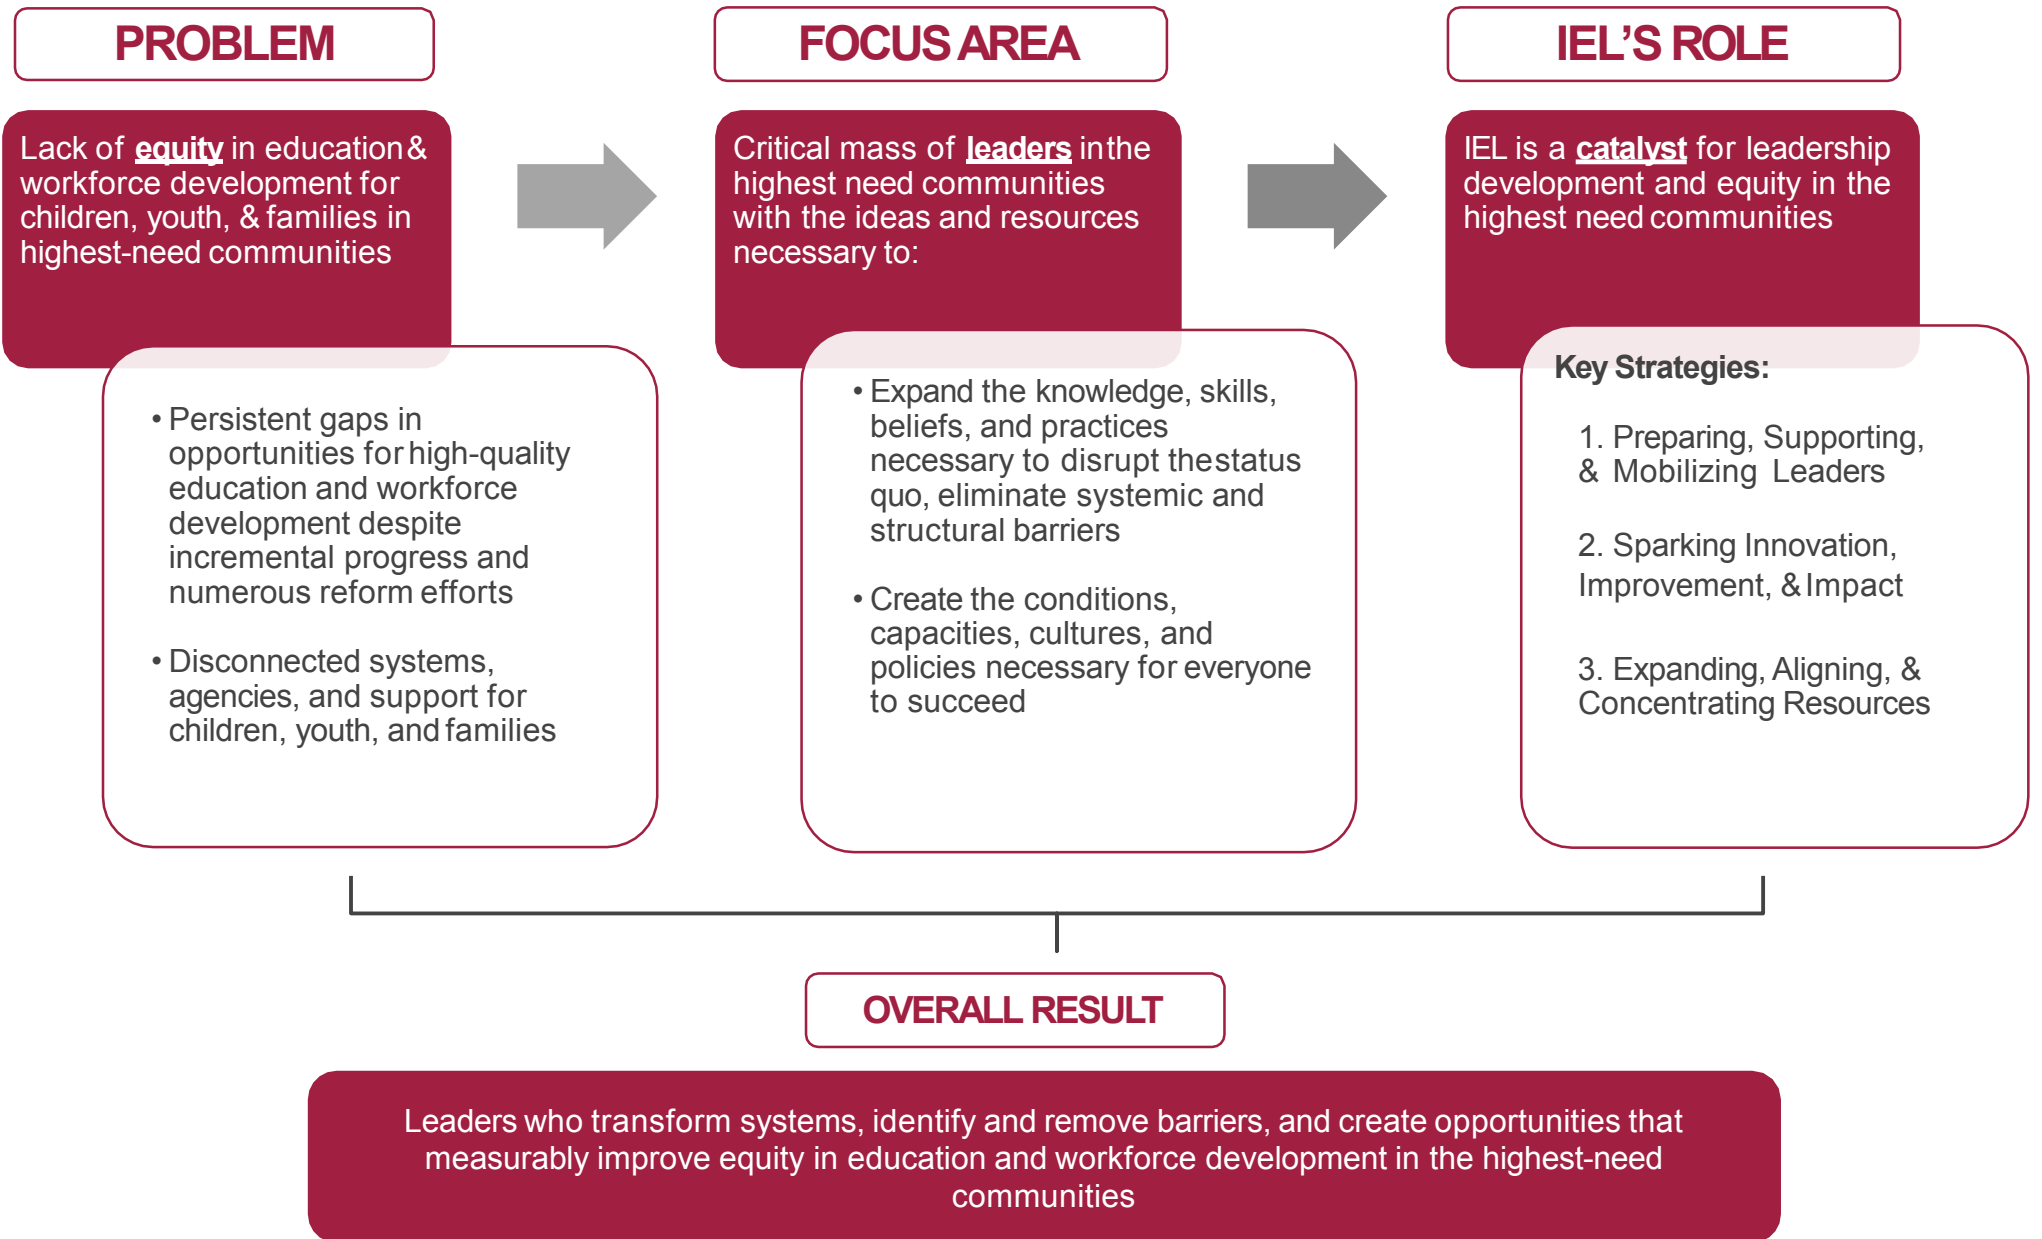 PROBLEM
Lack of equity in education &
workforce development for
children, youth, & families in
highest-need communities
• Persistent gaps in
opportunities for high-quality
education and workforce
development despite
incremental progress and
numerous reform efforts
• Disconnected systems,
agencies, and support for
children, youth, and families
FOCUS AREA
Critical mass of leaders in the
highest need communities
with the ideas and resources
necessary to:
• Expand the knowledge, skills,
beliefs, and practices
necessary to disrupt the status
quo, eliminate systemic and
structural barriers
• Create the conditions,
capacities, cultures, and
policies necessary for everyone
to succeed
IEL’S ROLE
IEL is a catalyst for leadership
development and equity in the
highest need communities
Key Strategies:
1. Preparing, Supporting,
& Mobilizing Leaders
2. Sparking Innovation,
Improvement, & Impact
3. Expanding, Aligning, &
Concentrating Resources
OVERALL RESULT
Leaders who transform systems, identify and remove barriers, and create opportunities that
measurably improve equity in education and workforce development in the highest-need
communities